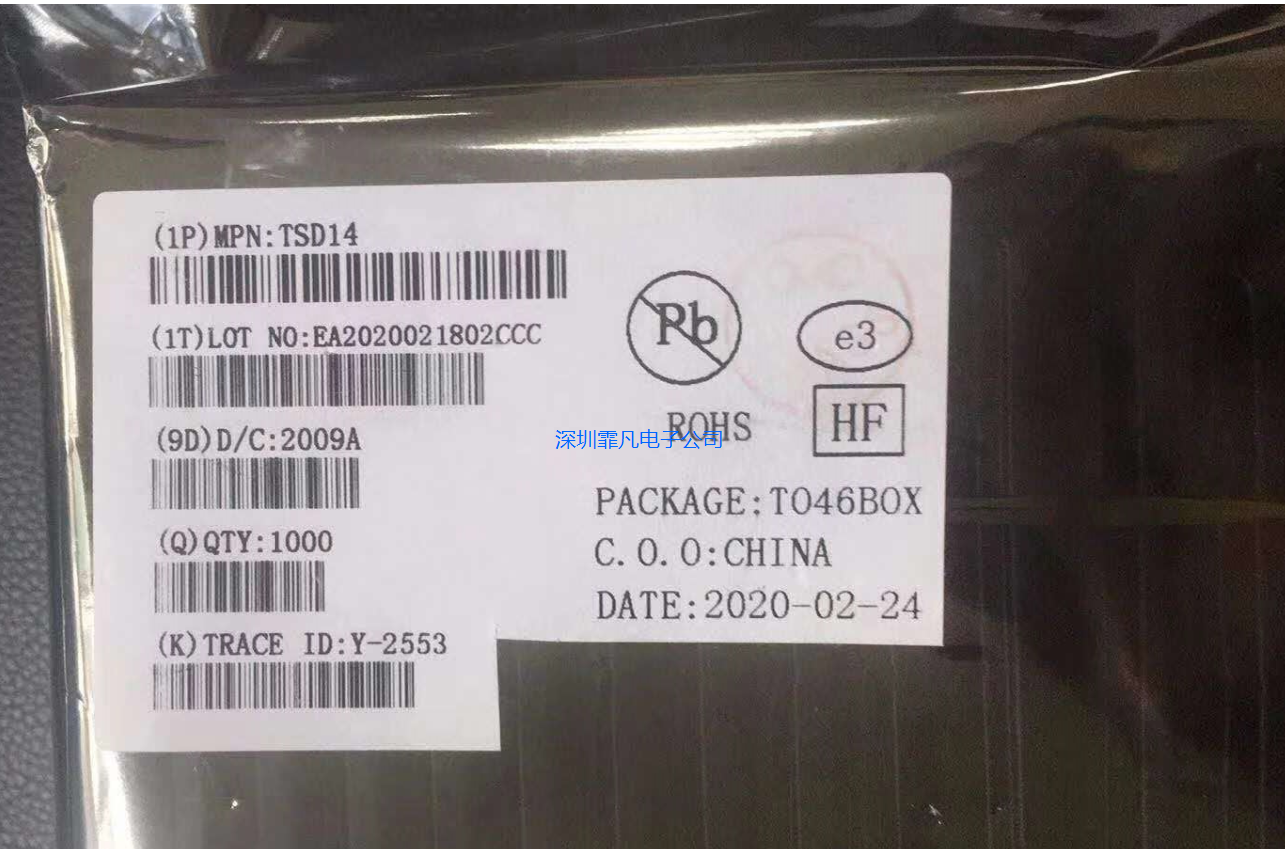 (1P)MPN:TSD14
(1T)LOT NO:EA2020021802CCC
(9D)D/C:2009A
(Q)QTY:1000
(K)TRACE ID:Y-2553
Pb
e3
ROHS
HF
深圳霏凡电子公司
PACKAGE:TO46BOX
C.O.O:CHINA
DATE:2020-02-24